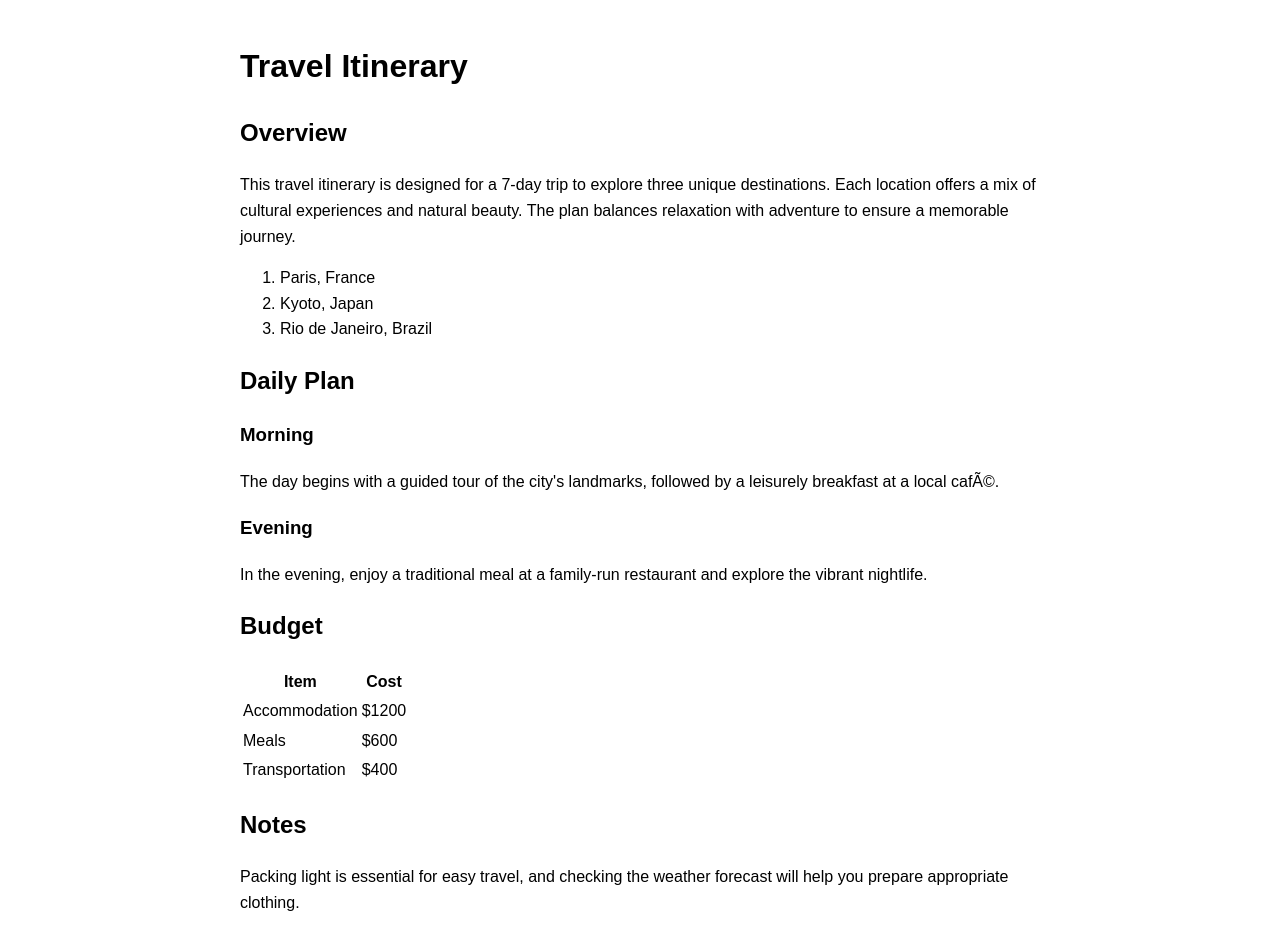 Travel Itinerary
Overview
This travel itinerary is designed for a 7-day trip to explore three unique destinations. Each location offers a mix of
cultural experiences and natural beauty. The plan balances relaxation with adventure to ensure a memorable
journey.
1. Paris, France
2. Kyoto, Japan
3. Rio de Janeiro, Brazil
Daily Plan
Morning
The day begins with a guided tour of the city's landmarks, followed by a leisurely breakfast at a local cafÃ©.
Evening
In the evening, enjoy a traditional meal at a family-run restaurant and explore the vibrant nightlife.
Budget
Item Cost
Accommodation $1200
Meals $600
Transportation $400
Notes
Packing light is essential for easy travel, and checking the weather forecast will help you prepare appropriate
clothing.